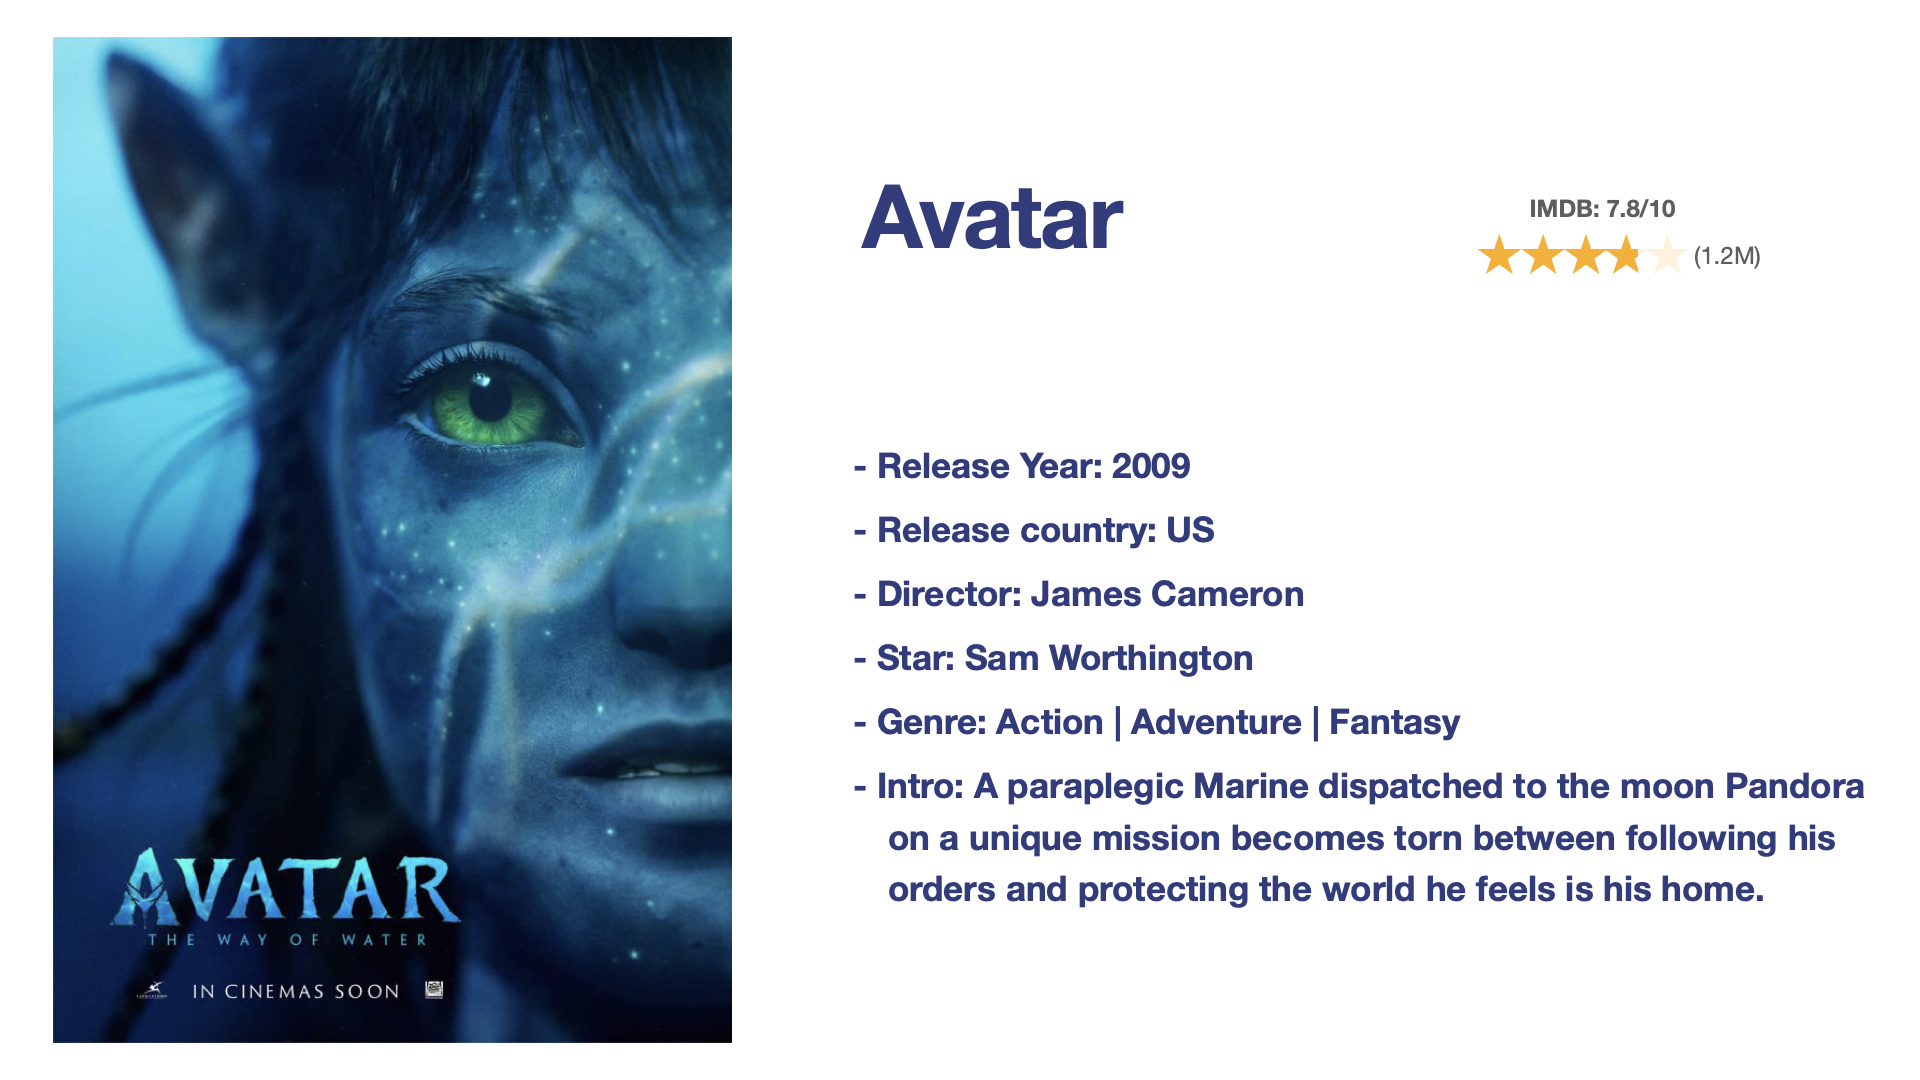 Avatar
IMDB: 7.8/10
(1.2M)
- Release Year: 2009
- Release country: US
- Director: James Cameron
- Star: Sam Worthington
- Genre: Action | Adventure | Fantasy
- Intro: A paraplegic Marine dispatched to the moon Pandora
on a unique mission becomes torn between following his
orders and protecting the world he feels is his home.
AVATAR
THE WAY OF WATER
IN CINEMAS SOON